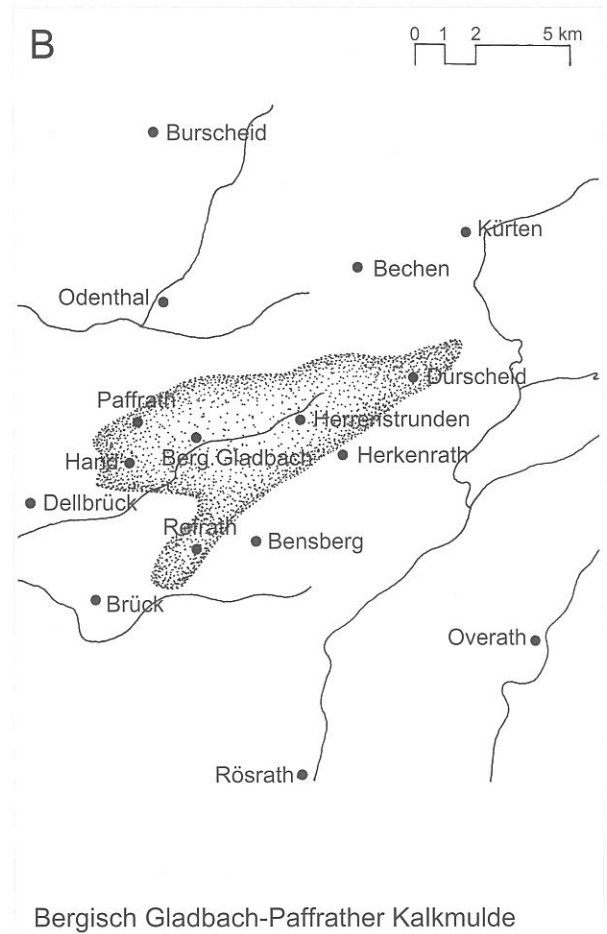 B
0 1 2 5 km
Burscheid
Kürten
Bechen
Odenthal
Dürscheid
Paffrath
Herrenstrunden
Berg.Gladbach
Herkenrath
Hand
Dellbrück
Refrath
Bensberg
Brück
Overath
Rösrath
Bergisch Gladbach-Paffrather Kalkmulde